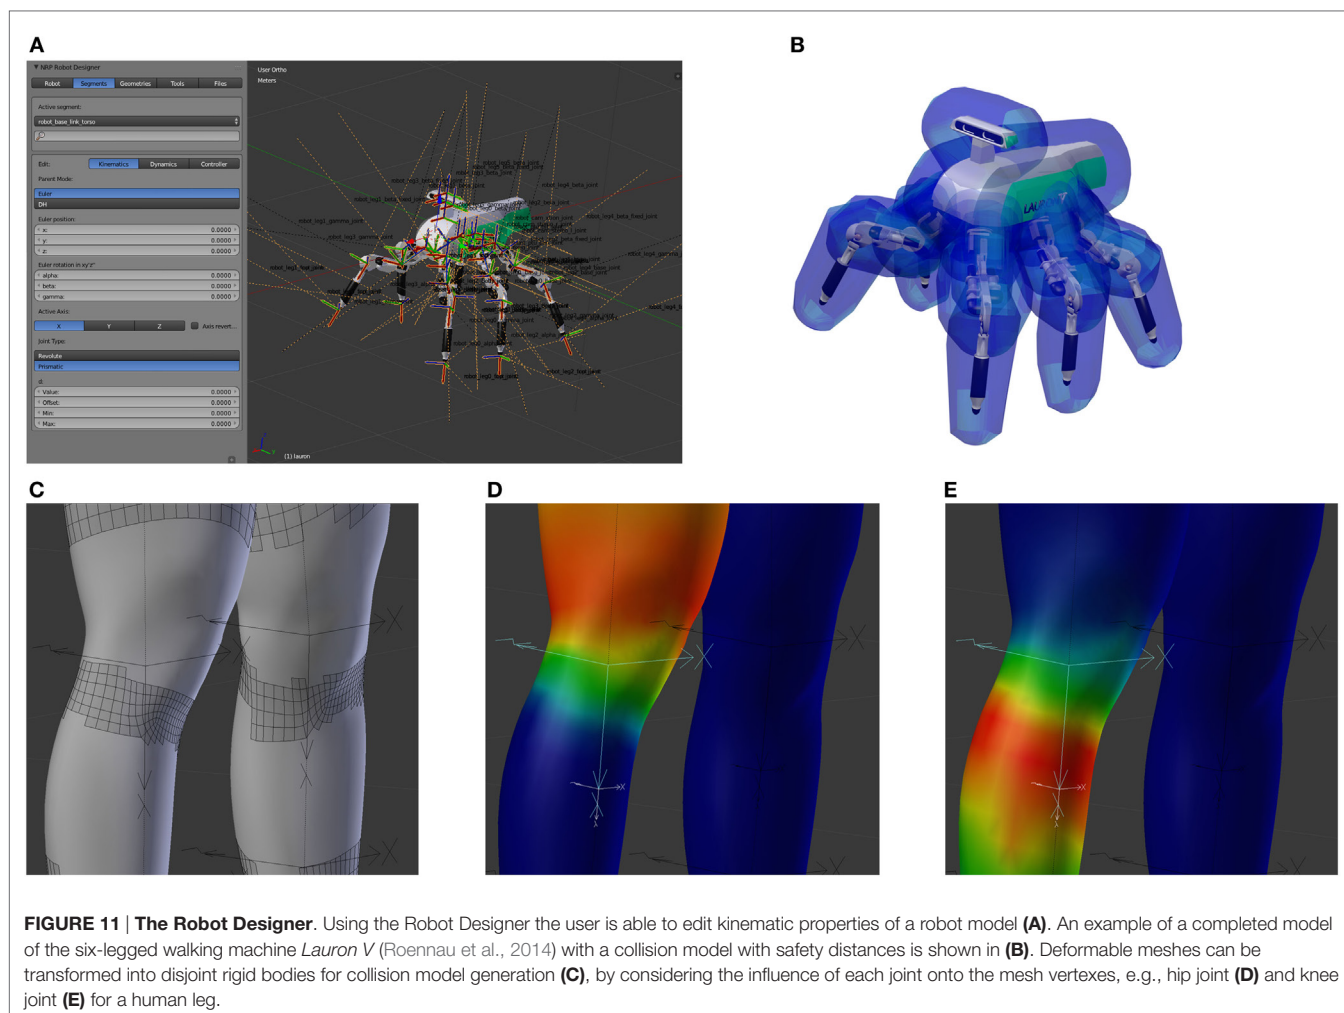 A
B
▼ NRP Robot Designer
Robot Segments Geometries Tools Files
Active segment:
robot_base_link_torso
Edit: Kinematics Dynamics Controller
Parent Mode:
Euler
DH
Euler position:
x: 0.0000
y: 0.0000
z: 0.0000
Euler rotation in xy'z'':
alpha: 0.0000
beta: 0.0000
gamma: 0.0000
Active Axis:
X Y Z Axis revert...
Joint Type:
Revolute
Prismatic
d:
Value: 0.0000
Offset: 0.0000
Min: 0.0000
Max: 0.0000
User Ortho
Meters
robot_leg4_beta_joint
robot_leg1_gamma_joint
(1) lauron
C
D
E
X
X
X
X
X
X
FIGURE 11 | The Robot Designer. Using the Robot Designer the user is able to edit kinematic properties of a robot model (A). An example of a completed model
of the six-legged walking machine Lauron V (Roennau et al., 2014) with a collision model with safety distances is shown in (B). Deformable meshes can be
transformed into disjoint rigid bodies for collision model generation (C), by considering the influence of each joint onto the mesh vertexes, e.g., hip joint (D) and knee
joint (E) for a human leg.